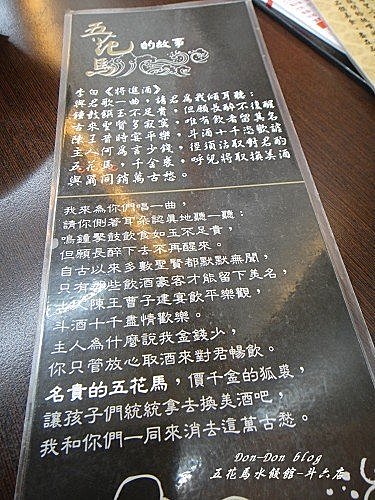 五花馬的故事
李白《將進酒》
與君歌一曲，請君為我傾耳聽：
鐘鼓饌玉不足貴，但願長醉不復醒
古來聖賢皆寂寞，唯有飲者留其名
陳王昔時宴平樂，斗酒十千恣歡謔
主人何為言少錢，徑須沽取對君酌
五花馬，千金裘，呼兒將取換美酒
與爾同銷萬古愁。
我來為你們唱一曲，
請你側著耳朵認真地聽一聽：
鳴鐘擊鼓飲食如玉不足貴，
但願長醉下去不再醒來。
自古以來多數聖賢都默默無聞，
只有那些飲酒豪客才能留下美名，
古代陳王曹子建宴飲平樂觀，
斗酒十千盡情歡樂。
主人為什麼說我金錢少，
你只管放心取酒來對君暢飲。
名貴的五花馬，價千金的狐裘，
讓孩子們統統拿去換美酒吧，
我和你們一同來消去這萬古愁。
Don-Don blog
五花馬水餃館-斗六店